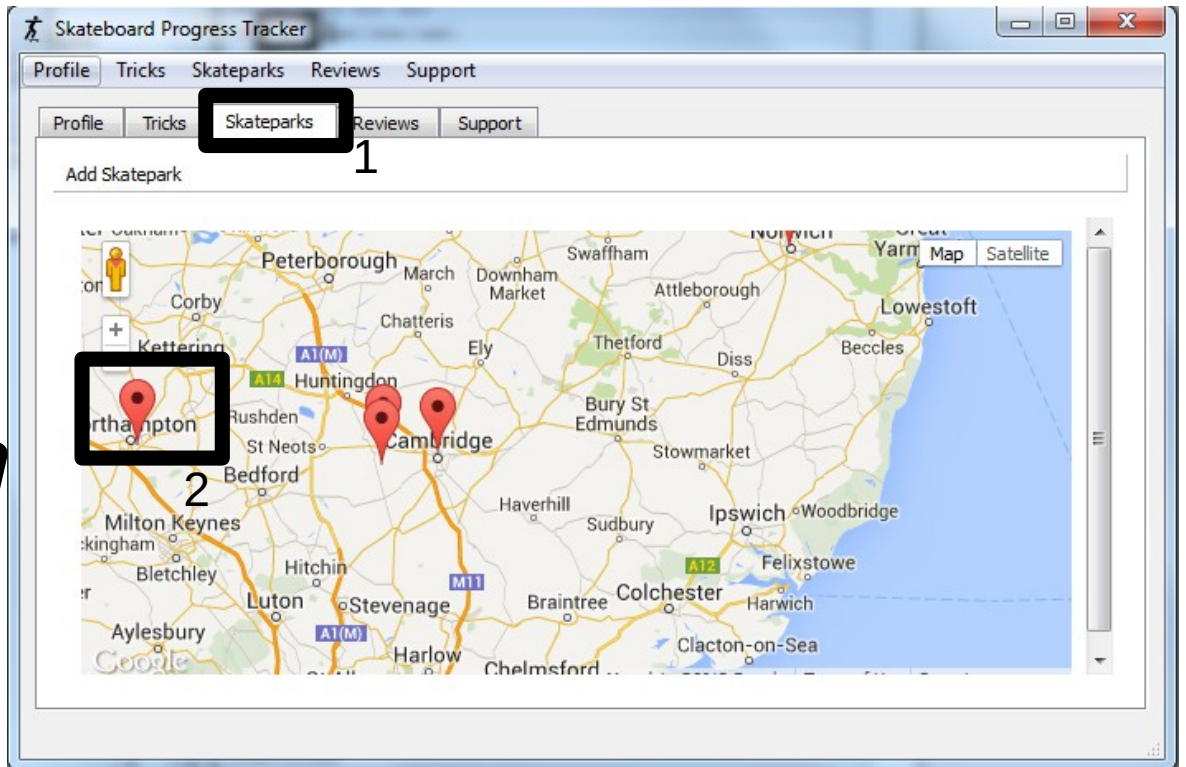 Skateboard Progress Tracker
Profile Tricks Skateparks Reviews Support
Profile Tricks Skateparks Reviews Support
1
Add Skatepark
Map Satellite
Peterborough
March
Downham
Market
Swaffham
Attleborough
Lowestoft
Corby
Chatteris
Ely
Thetford
Diss
Beccles
Kettering
A1(M)
A14
Huntingdon
Rushden
Bury St
Edmunds
St Neots
Cambridge
Stowmarket
Bedford
2
Haverhill
Sudbury
Ipswich
Woodbridge
Milton Keynes
Bletchley
Hitchin
M11
A12
Felixstowe
Luton
Stevenage
Braintree
Colchester
Harwich
Aylesbury
A1(M)
Harlow
Clacton-on-Sea
Google
Chelmsford